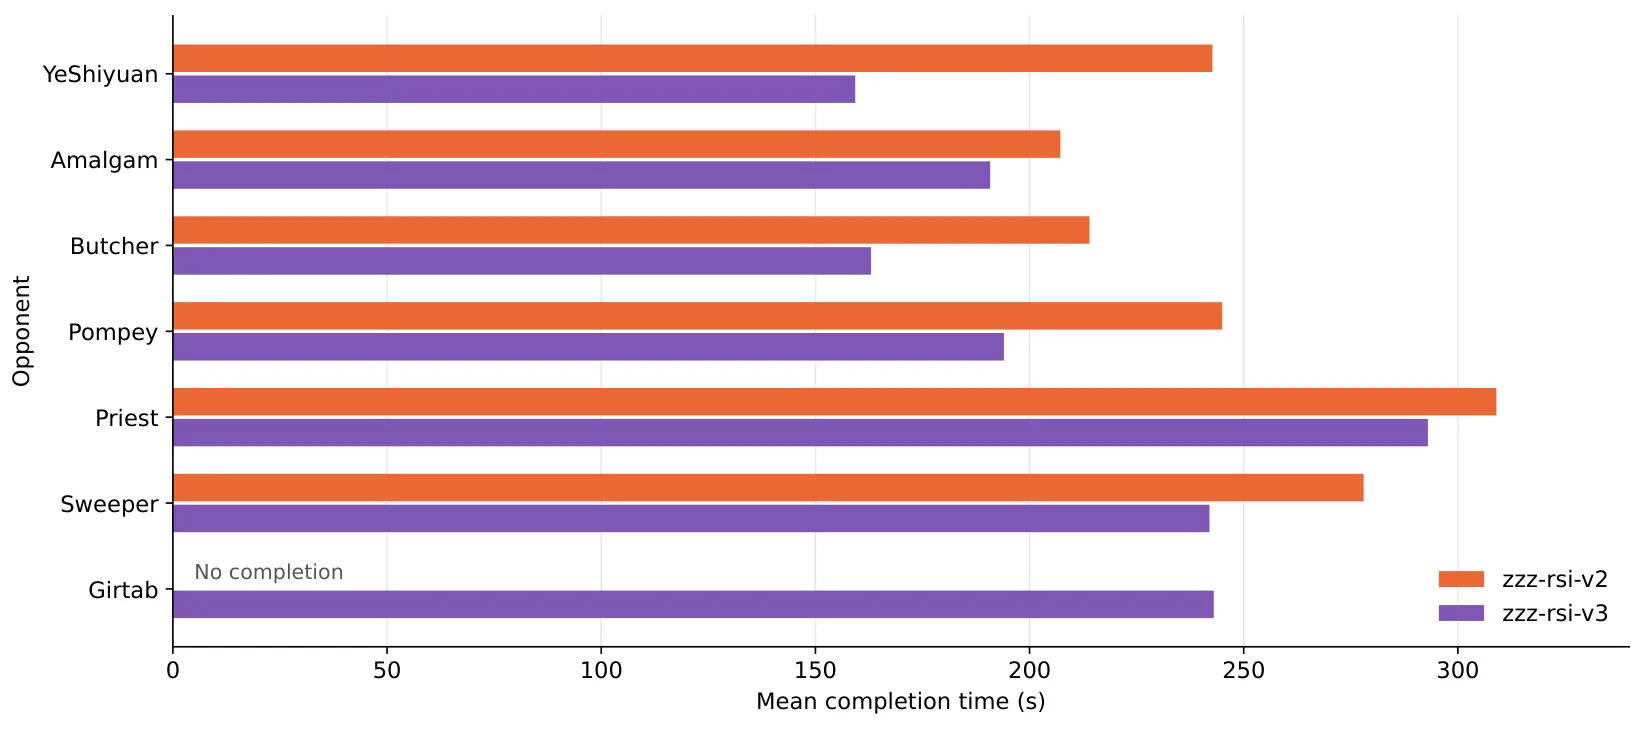 YeShiyuan
Amalgam
Butcher
Pompey
Priest
Sweeper
Girtab
Opponent
No completion
zzz-rsi-v2
zzz-rsi-v3
0 50 100 150 200 250 300
Mean completion time (s)